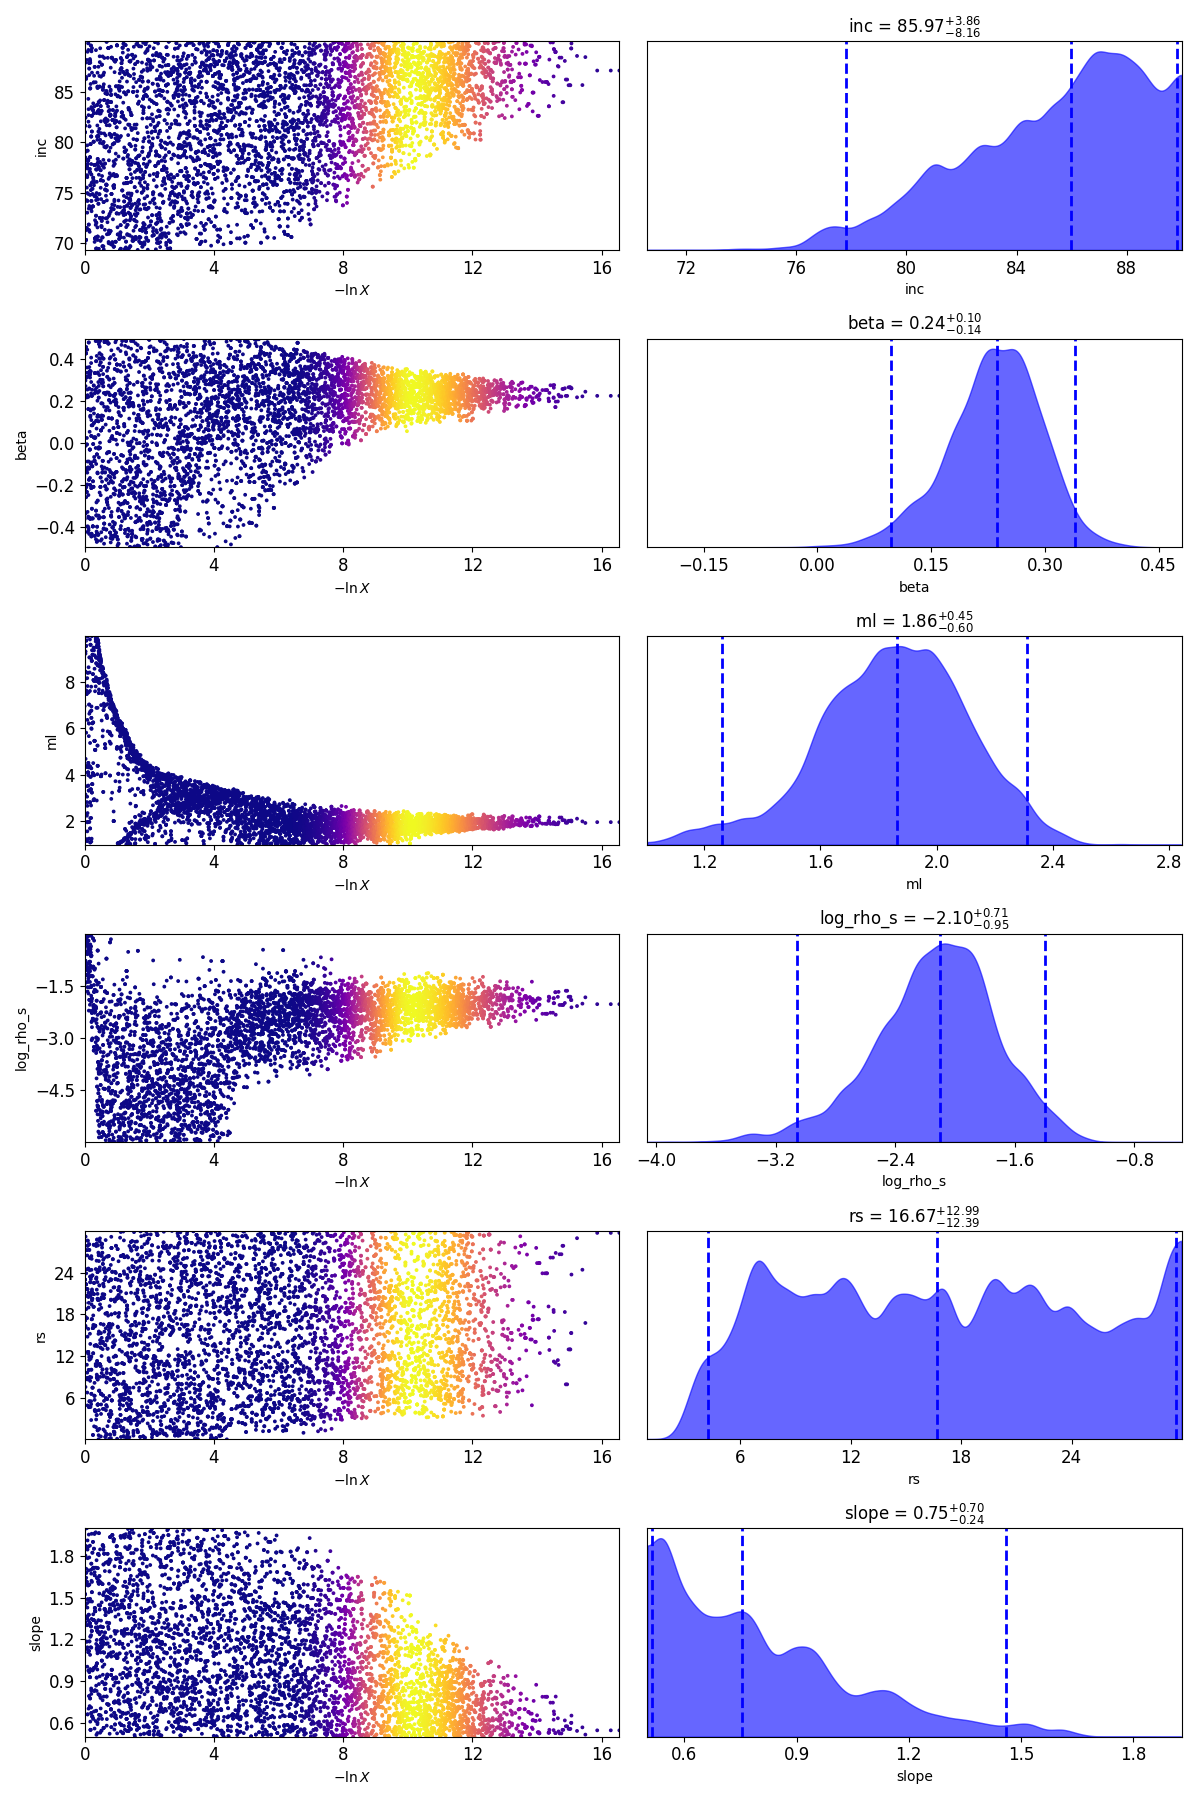 inc = 85.97+3.86−8.16
85
80
75
70
inc
0 4 8 12 16
72 76 80 84 88
−ln X
inc
beta = 0.24+0.10−0.14
0.4
0.2
0.0
−0.2
−0.4
beta
0 4 8 12 16
−0.15 0.00 0.15 0.30 0.45
−ln X
beta
ml = 1.86+0.45−0.60
8
6
4
2
ml
0 4 8 12 16
1.2 1.6 2.0 2.4 2.8
−ln X
ml
log_rho_s = −2.10+0.71−0.95
−1.5
−3.0
−4.5
log_rho_s
0 4 8 12 16
−4.0 −3.2 −2.4 −1.6 −0.8
−ln X
log_rho_s
rs = 16.67+12.99−12.39
24
18
12
6
rs
0 4 8 12 16
6 12 18 24
−ln X
rs
slope = 0.75+0.70−0.24
1.8
1.5
1.2
0.9
0.6
slope
0 4 8 12 16
0.6 0.9 1.2 1.5 1.8
−ln X
slope